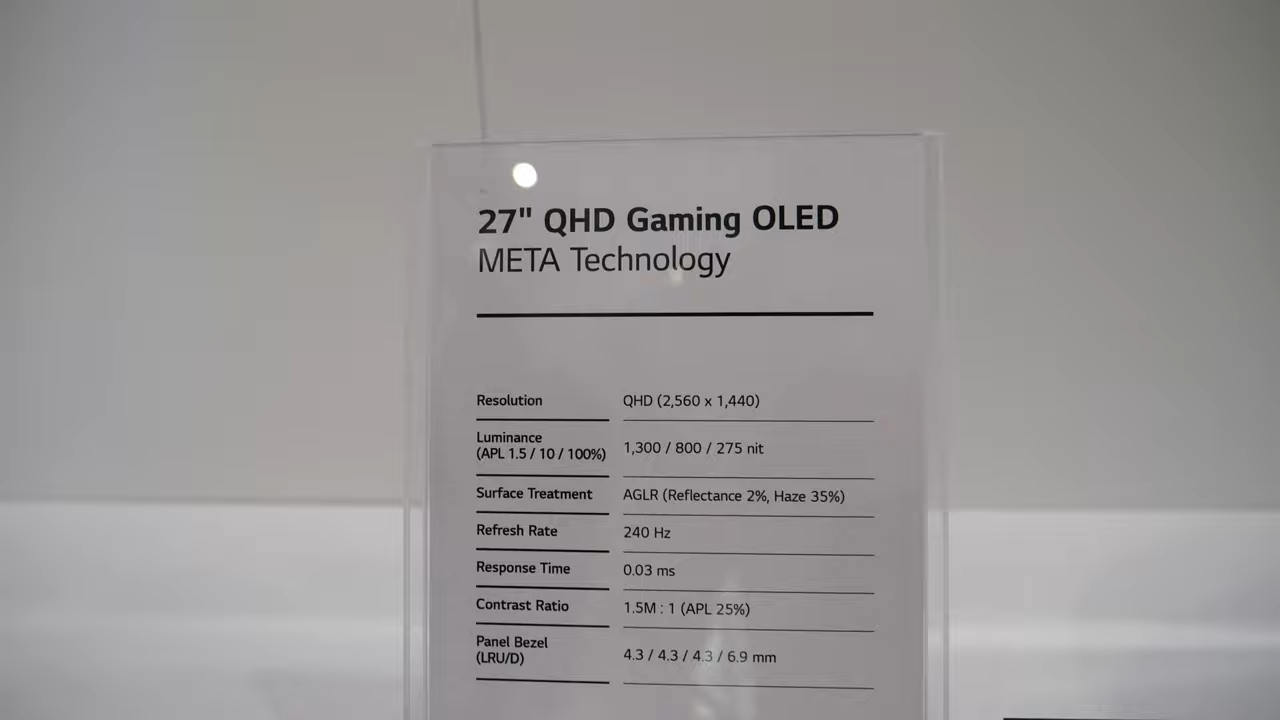 27" QHD Gaming OLED
META Technology
Resolution QHD (2,560 x 1,440)
Luminance
(APL 1.5 / 10 / 100%) 1,300 / 800 / 275 nit
Surface Treatment AGLR (Reflectance 2%, Haze 35%)
Refresh Rate 240 Hz
Response Time 0.03 ms
Contrast Ratio 1.5M : 1 (APL 25%)
Panel Bezel
(LRU/D) 4.3 / 4.3 / 4.3 / 6.9 mm